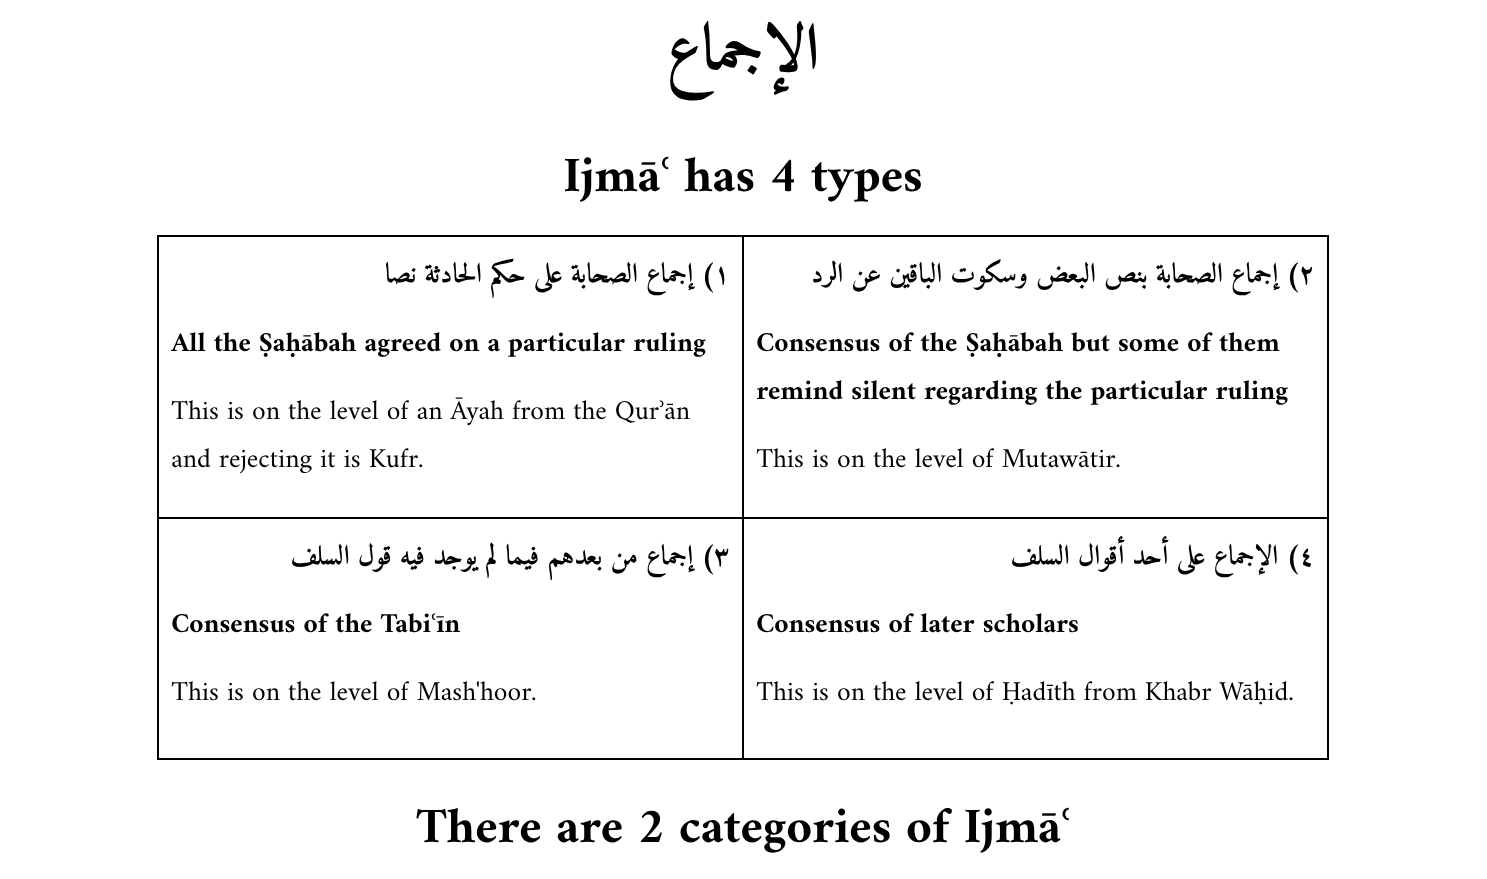 الإجماع
Ijmāʿ has 4 types
١) إجماع الصحابة على حكم الحادثة نصا
All the Ṣaḥābah agreed on a particular ruling
This is on the level of an Āyah from the Qurʾān
and rejecting it is Kufr.
٢) إجماع الصحابة بنص البعض وسكوت الباقين عن الرد
Consensus of the Ṣaḥābah but some of them
remind silent regarding the particular ruling
This is on the level of Mutawātir.
٣) إجماع من بعدهم فيما لم يوجد فيه قول السلف
Consensus of the Tabiʿīn
This is on the level of Mash'hoor.
٤) الإجماع على أحد أقوال السلف
Consensus of later scholars
This is on the level of Ḥadīth from Khabr Wāḥid.
There are 2 categories of Ijmāʿ